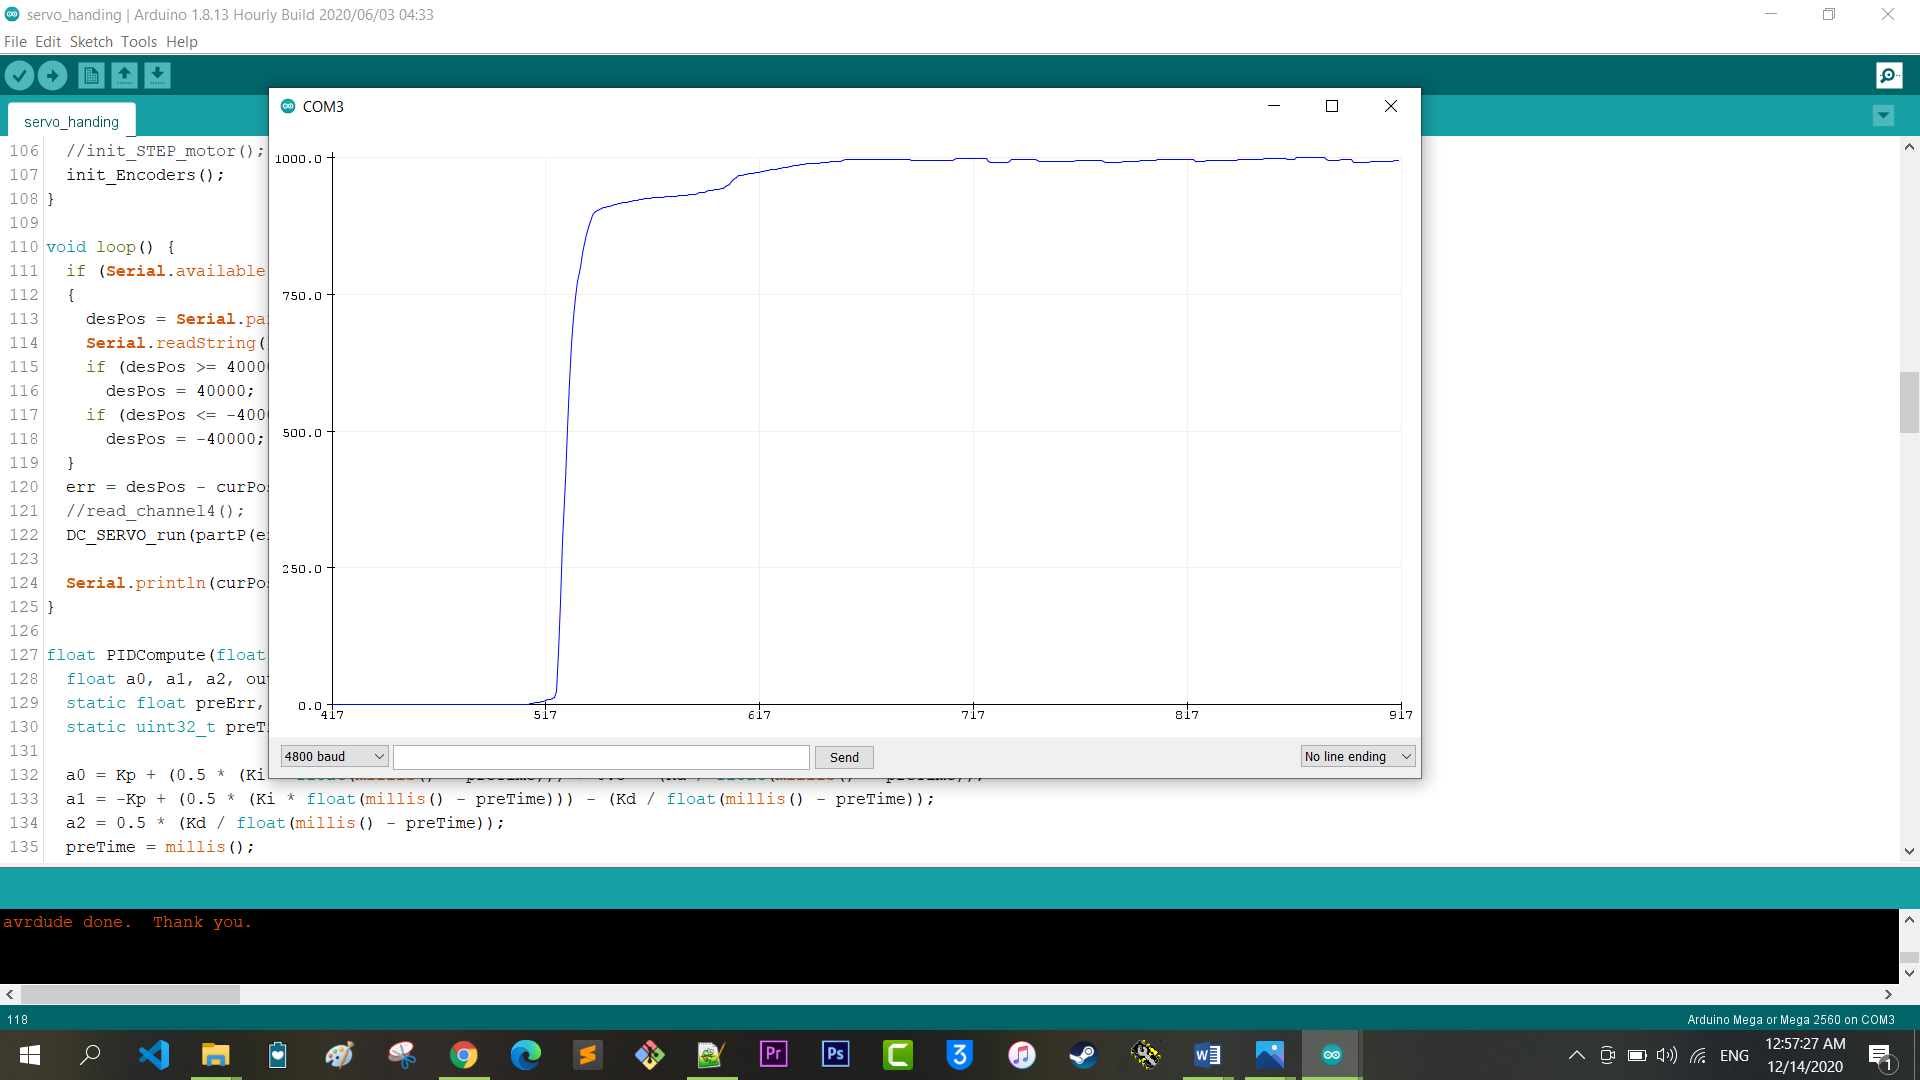 servo_handing | Arduino 1.8.13 Hourly Build 2020/06/03 04:33
File Edit Sketch Tools Help
servo_handing
COM3
106 //init_STEP_motor();
107 init_Encoders();
108 }
109
110 void loop() {
111 if (Serial.available
112 {
113 desPos = Serial.pa
114 Serial.readString(
115 if (desPos >= 4000
116 desPos = 40000;
117 if (desPos <= -400
118 desPos = -40000;
119 }
120 err = desPos - curPo
121 //read_channel4();
122 DC_SERVO_run(partP(e
123
124 Serial.println(curPo
125 }
126
127 float PIDCompute(float
128 float a0, a1, a2, ou
129 static float preErr,
130 static uint32_t preT
131
132 a0 = Kp + (0.5 * (Ki
133 a1 = -Kp + (0.5 * (Ki * float(millis() - preTime))) - (Kd / float(millis() - preTime));
134 a2 = 0.5 * (Kd / float(millis() - preTime));
135 preTime = millis();
1000.0
750.0
500.0
250.0
0.0
417 517 617 717 817 917
4800 baud Send No line ending
avrdude done. Thank you.
118 Arduino Mega or Mega 2560 on COM3
Pr Ps 3 ENG 12:57:27 AM
12/14/2020 1